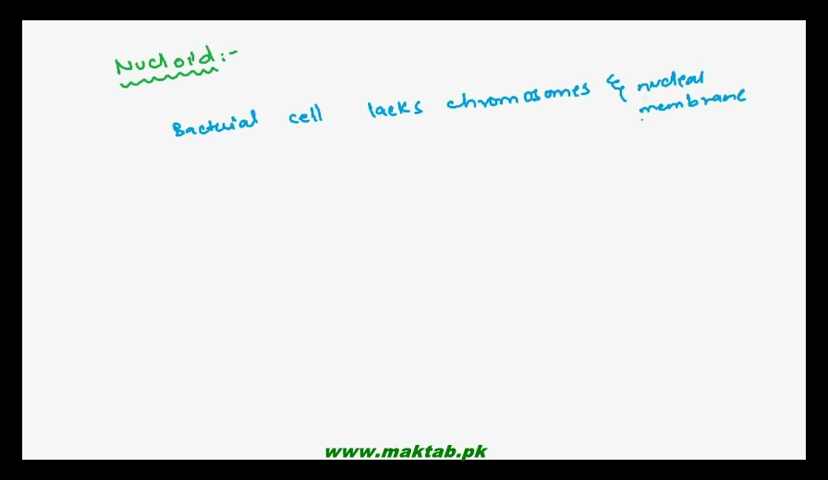 Nucloid:-
Bacterial cell lacks chromosomes & nuclear
membrane
www.maktab.pk